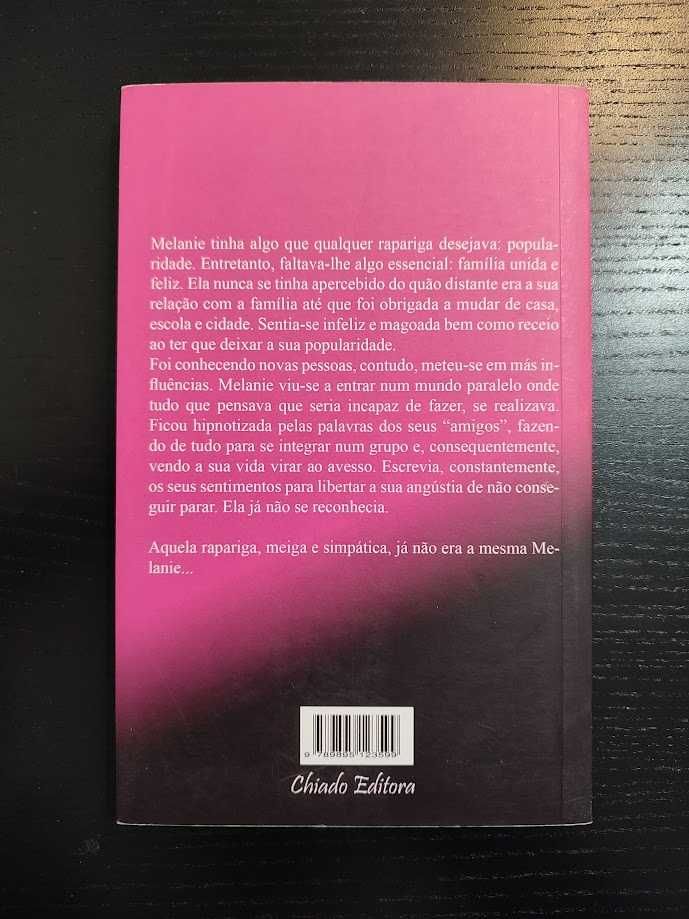 Melanie tinha algo que qualquer rapariga desejava: popula-
ridade. Entretanto, faltava-lhe algo essencial: família unida e
feliz. Ela nunca se tinha apercebido do quão distante era a sua
relação com a família até que foi obrigada a mudar de casa,
escola e cidade. Sentia-se infeliz e magoada bem como receio
ao ter que deixar a sua popularidade.
Foi conhecendo novas pessoas, contudo, meteu-se em más in-
fluências. Melanie viu-se a entrar num mundo paralelo onde
tudo que pensava que seria incapaz de fazer, se realizava.
Ficou hipnotizada pelas palavras dos seus “amigos”, fazen-
do de tudo para se integrar num grupo e, consequentemente,
vendo a sua vida virar ao avesso. Escrevia, constantemente,
os seus sentimentos para libertar a sua angústia de não conse-
guir parar. Ela já não se reconhecia.
Aquela rapariga, meiga e simpática, já não era a mesma Me-
lanie...
9 789895 123599
Chiado Editora